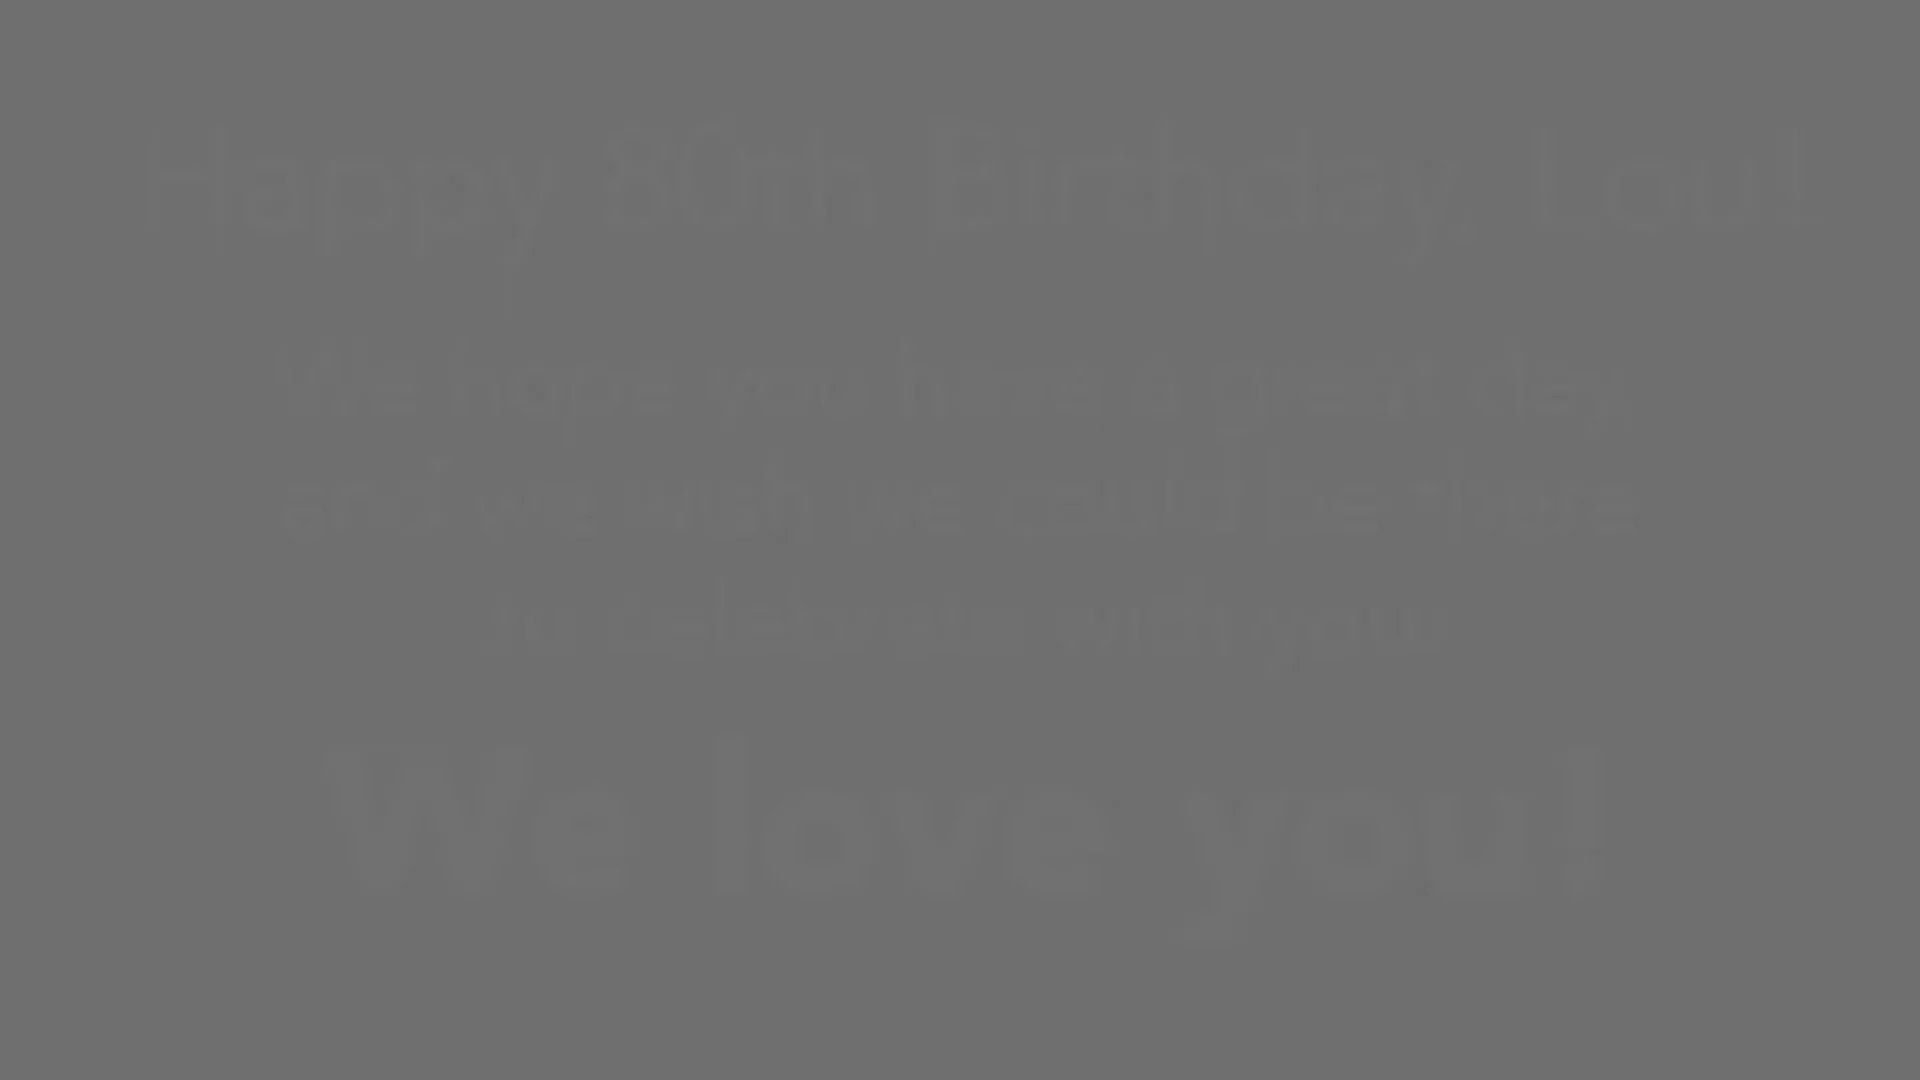 Happy 80th Birthday, Lou!
We hope you have a great day,
and we wish we could be there
to celebrate with you!
We love you!